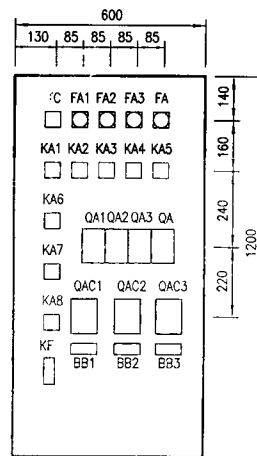 600
130 85 85 85 85
FA1 FA2 FA3 FA
140
KA1 KA2 KA3 KA4 KA5
160
KA6
QA1 QA2 QA3 QA
240
1200
KA7
220
KA8 QAC1 QAC2 QAC3
KF
BB1 BB2 BB3